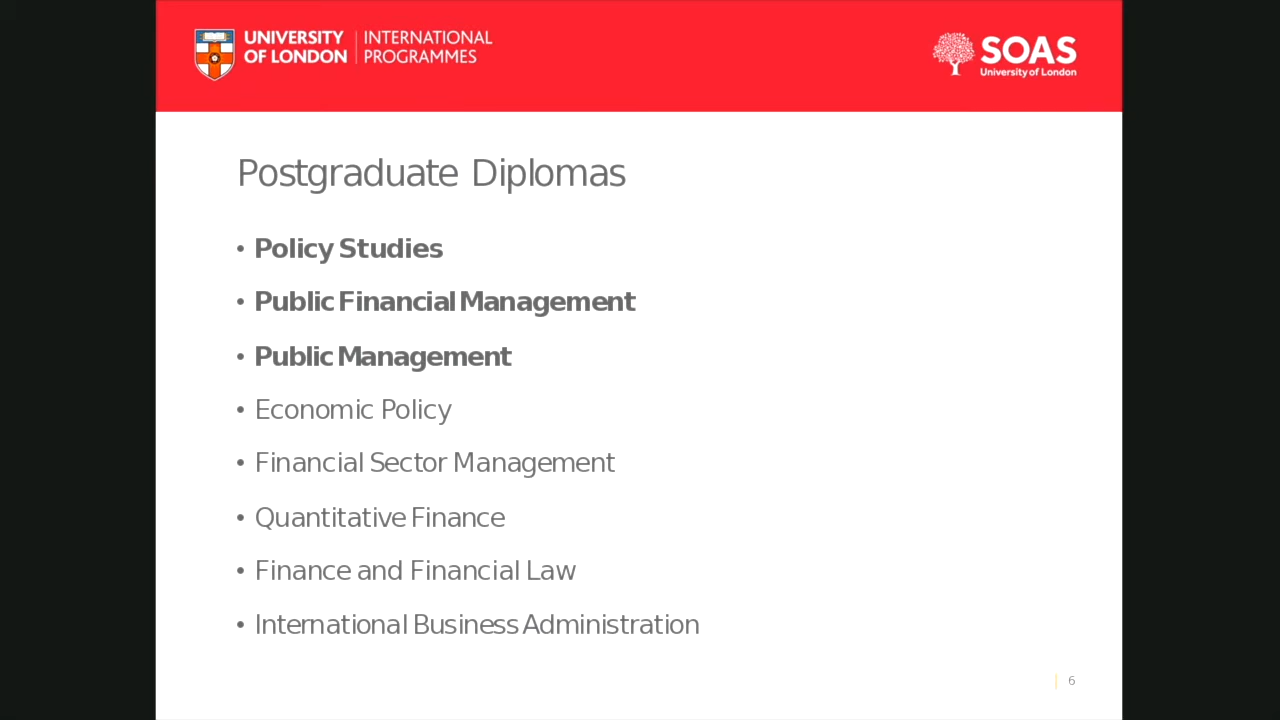 UNIVERSITY OF LONDON
INTERNATIONAL PROGRAMMES
SOAS
University of London
Postgraduate Diplomas
• Policy Studies
• Public Financial Management
• Public Management
• Economic Policy
• Financial Sector Management
• Quantitative Finance
• Finance and Financial Law
• International Business Administration
6